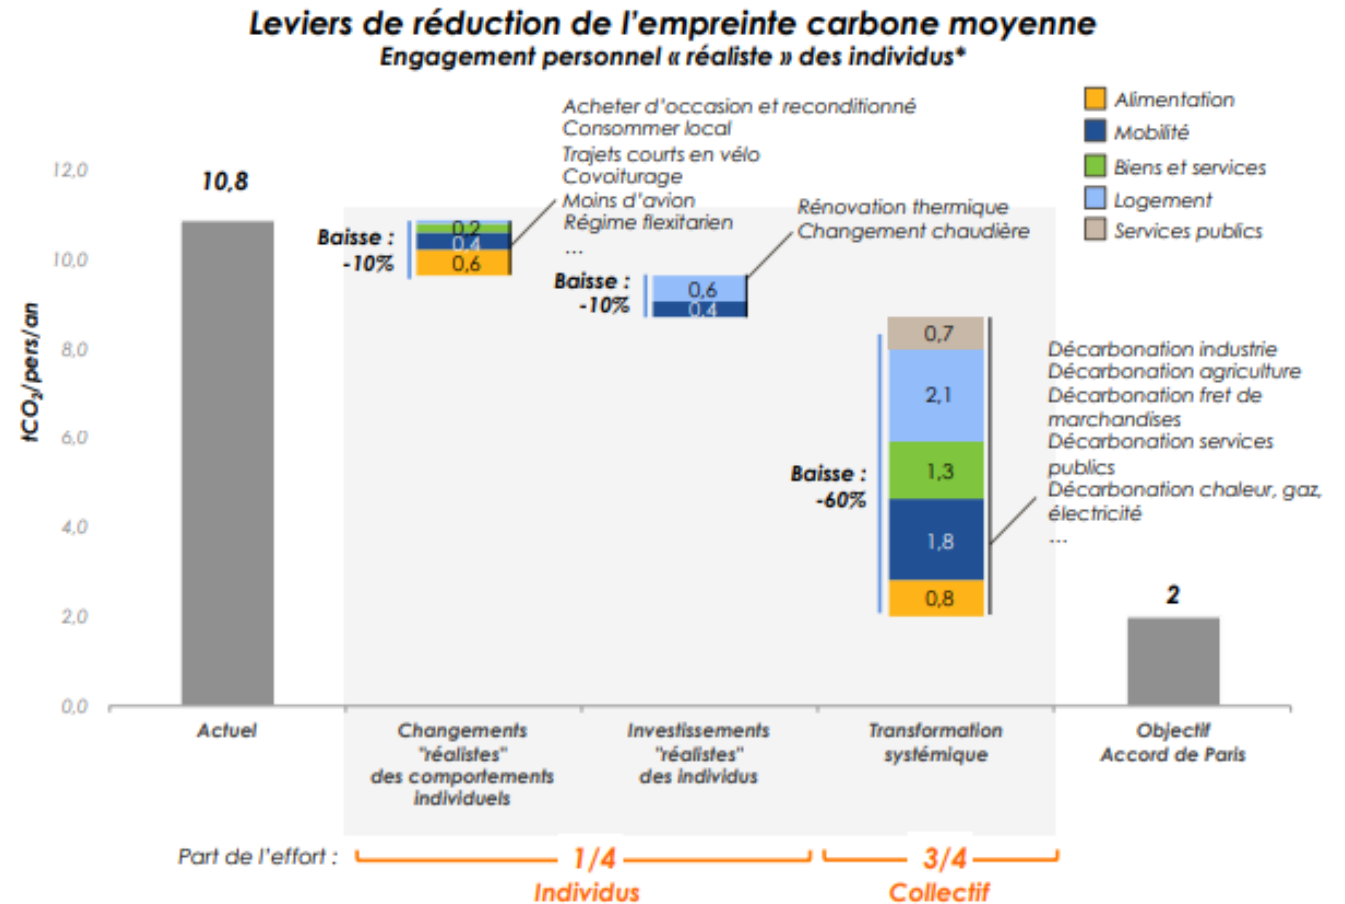 Leviers de réduction de l'empreinte carbone moyenne
Engagement personnel « réaliste » des individus*
Alimentation
Mobilité
Biens et services
Logement
Services publics
tCO₂/pers/an
12,0
10,0
8,0
6,0
4,0
2,0
0,0
10,8
Baisse :
-10%
0,2
0,4
0,6
Acheter d'occasion et reconditionné
Consommer local
Trajets courts en vélo
Covoiturage
Moins d'avion
Régime flexitarien
...
Baisse :
-10%
0,6
0,4
Rénovation thermique
Changement chaudière
Baisse :
-60%
0,7
2,1
1,3
1,8
0,8
Décarbonation industrie
Décarbonation agriculture
Décarbonation fret de
marchandises
Décarbonation services
publics
Décarbonation chaleur, gaz,
électricité
...
2
Actuel
Changements
"réalistes"
des comportements
individuels
Investissements
"réalistes"
des individus
Transformation
systémique
Objectif
Accord de Paris
Part de l'effort :
1/4
Individus
3/4
Collectif